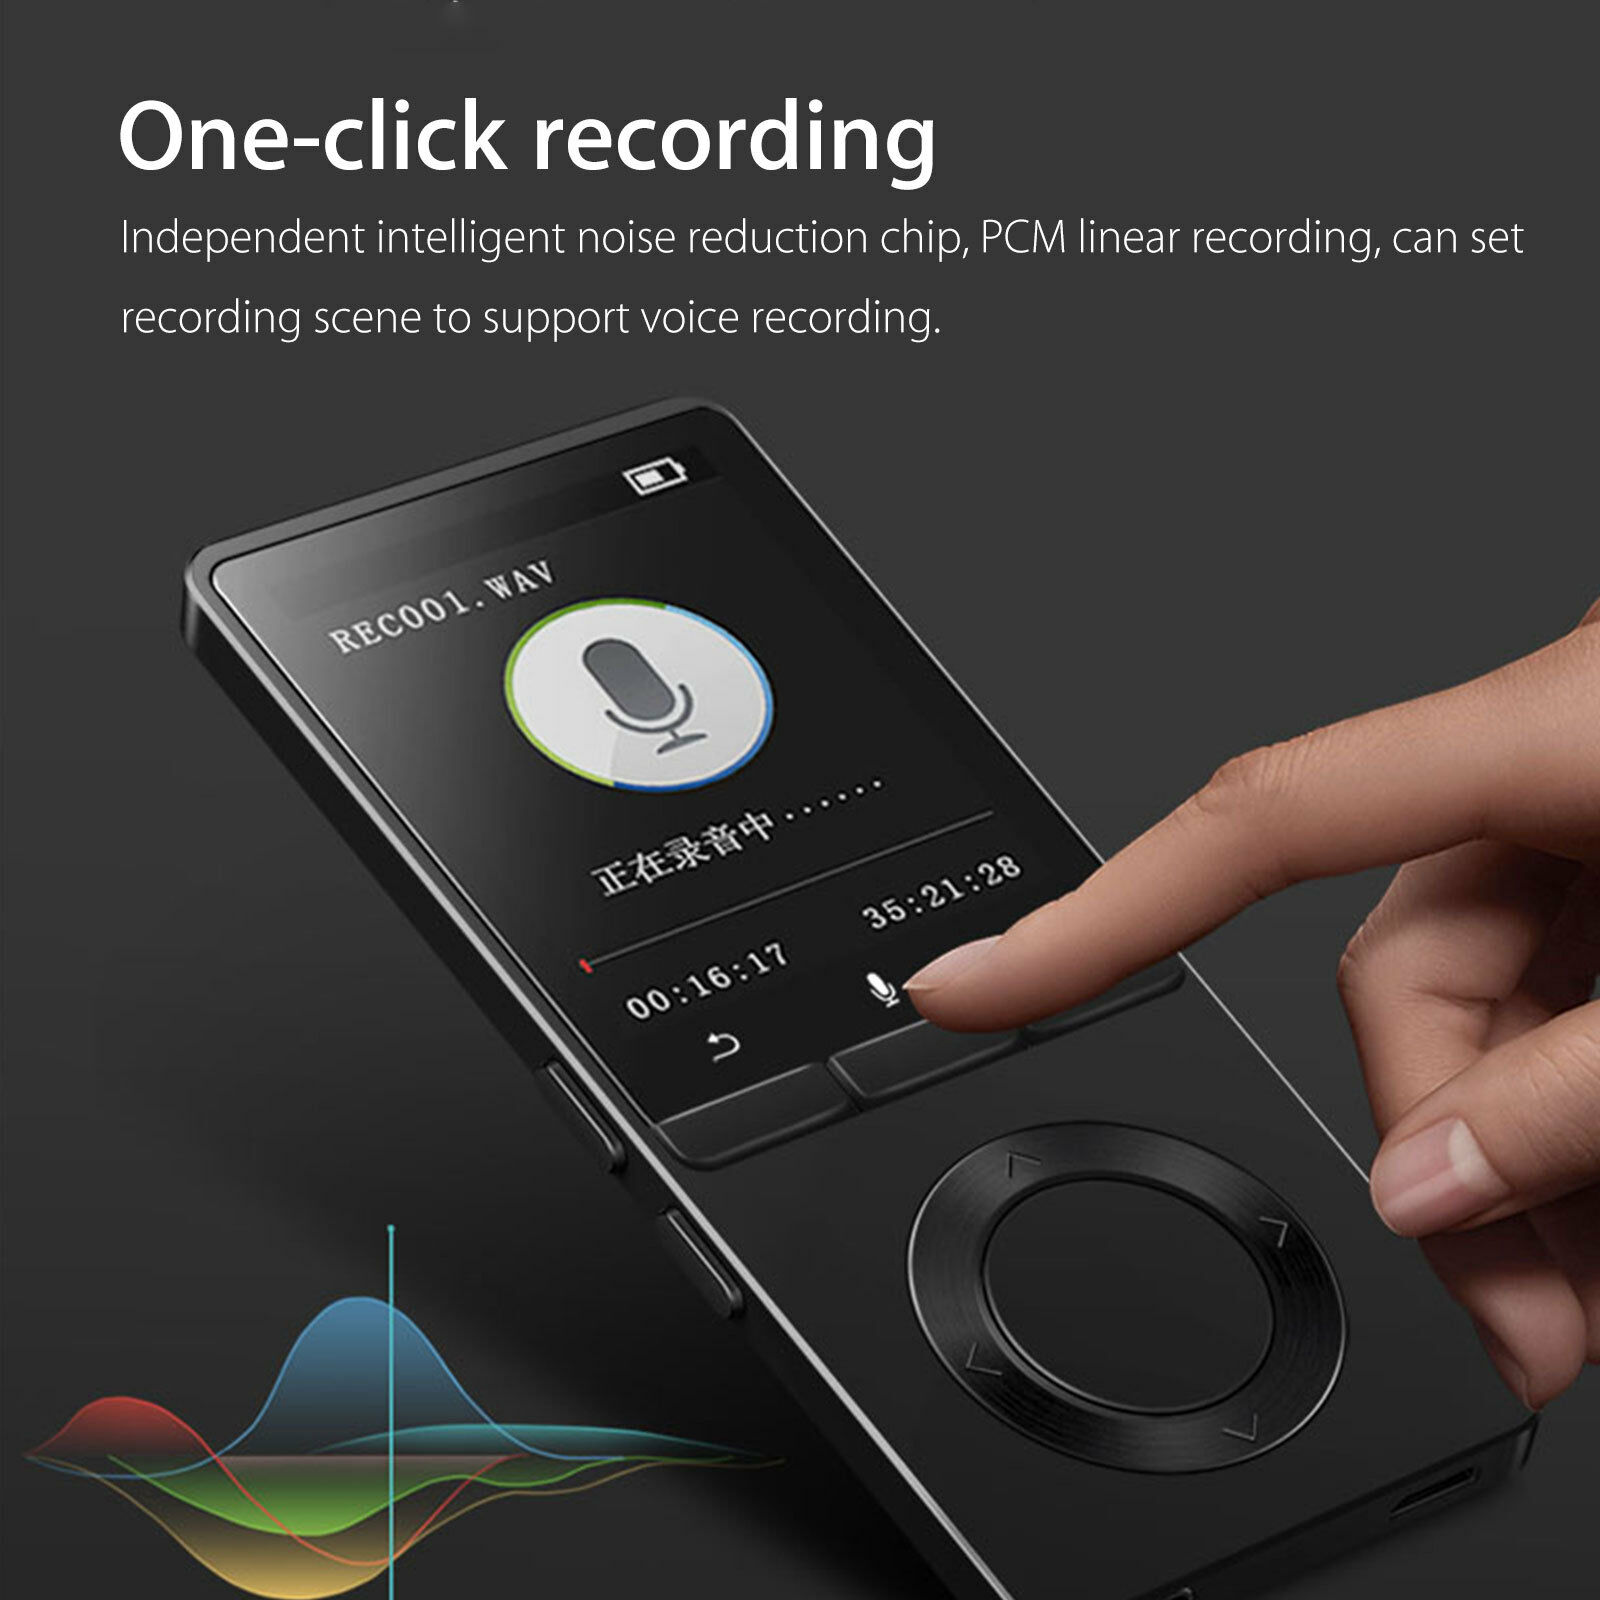 One-click recording
Independent intelligent noise reduction chip, PCM linear recording, can set
recording scene to support voice recording.
REC001.WAV
正在录音中······
00:16:17 35:21:28